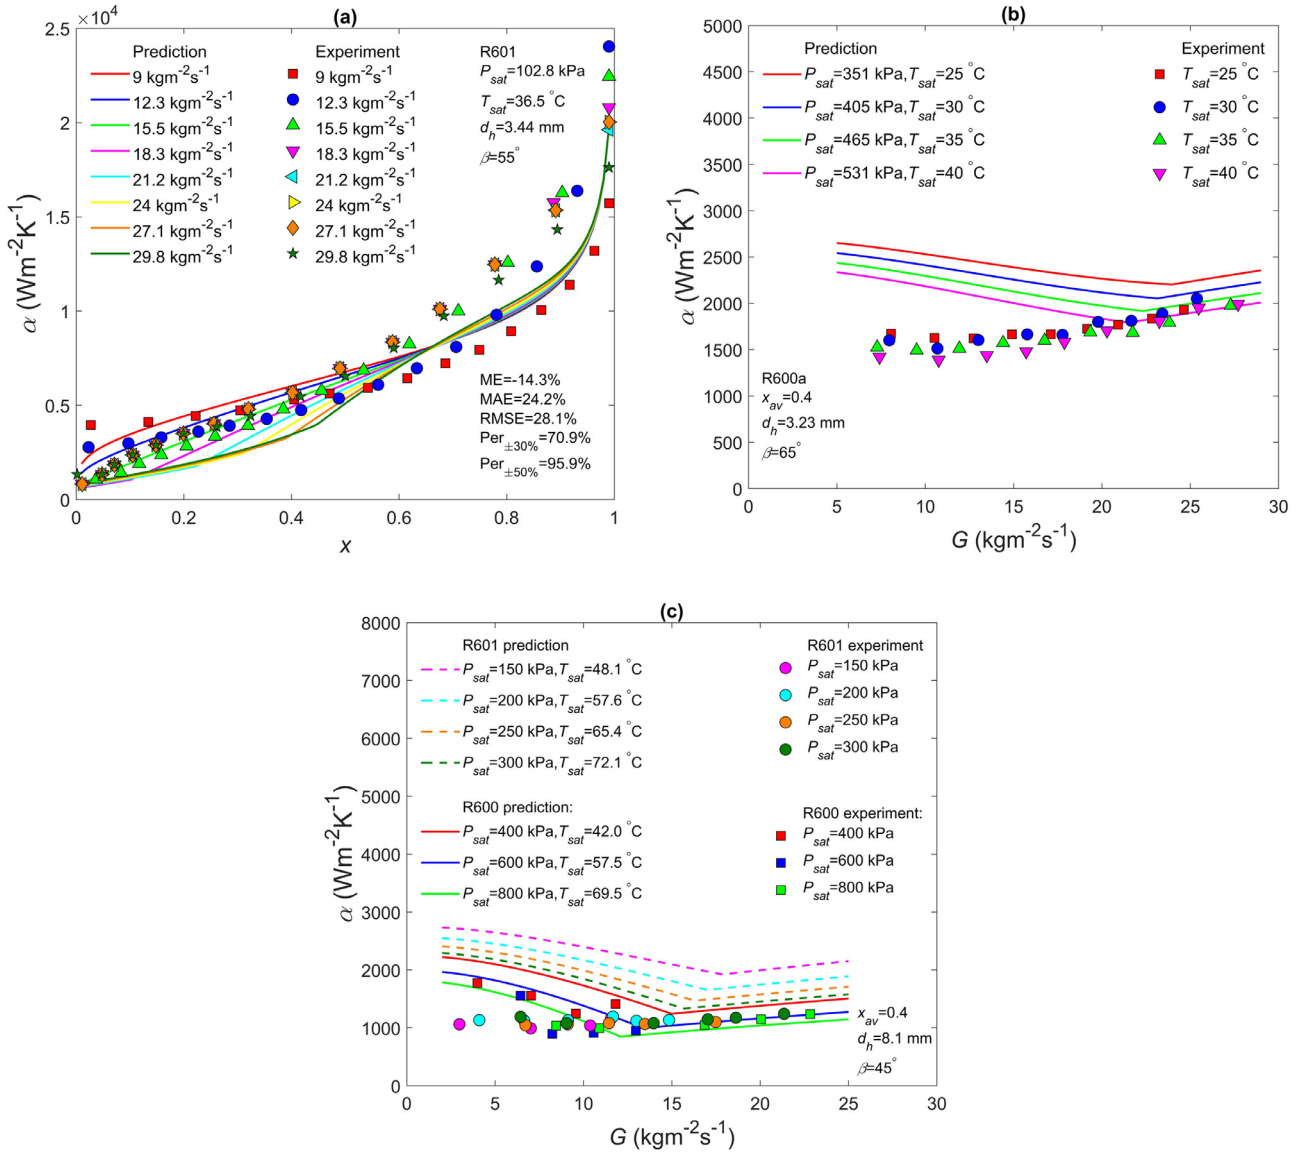 (a)
×10⁴
2.5
2
1.5
1
0.5
0
0 0.2 0.4 0.6 0.8 1
α (Wm⁻²K⁻¹)
x
Prediction
9 kgm⁻²s⁻¹
12.3 kgm⁻²s⁻¹
15.5 kgm⁻²s⁻¹
18.3 kgm⁻²s⁻¹
21.2 kgm⁻²s⁻¹
24 kgm⁻²s⁻¹
27.1 kgm⁻²s⁻¹
29.8 kgm⁻²s⁻¹
Experiment
9 kgm⁻²s⁻¹
12.3 kgm⁻²s⁻¹
15.5 kgm⁻²s⁻¹
18.3 kgm⁻²s⁻¹
21.2 kgm⁻²s⁻¹
24 kgm⁻²s⁻¹
27.1 kgm⁻²s⁻¹
29.8 kgm⁻²s⁻¹
R601
P_sat=102.8 kPa
T_sat=36.5 °C
d_h=3.44 mm
β=55°
ME=-14.3%
MAE=24.2%
RMSE=28.1%
Per_±30%=70.9%
Per_±50%=95.9%
(b)
5000
4500
4000
3500
3000
2500
2000
1500
1000
500
0
0 5 10 15 20 25 30
α (Wm⁻²K⁻¹)
G (kgm⁻²s⁻¹)
Prediction
P_sat=351 kPa,T_sat=25 °C
P_sat=405 kPa,T_sat=30 °C
P_sat=465 kPa,T_sat=35 °C
P_sat=531 kPa,T_sat=40 °C
Experiment
T_sat=25 °C
T_sat=30 °C
T_sat=35 °C
T_sat=40 °C
R600a
x_av=0.4
d_h=3.23 mm
β=65°
(c)
8000
7000
6000
5000
4000
3000
2000
1000
0
0 5 10 15 20 25 30
α (Wm⁻²K⁻¹)
G (kgm⁻²s⁻¹)
R601 prediction
P_sat=150 kPa,T_sat=48.1 °C
P_sat=200 kPa,T_sat=57.6 °C
P_sat=250 kPa,T_sat=65.4 °C
P_sat=300 kPa,T_sat=72.1 °C
R600 prediction:
P_sat=400 kPa,T_sat=42.0 °C
P_sat=600 kPa,T_sat=57.5 °C
P_sat=800 kPa,T_sat=69.5 °C
R601 experiment
P_sat=150 kPa
P_sat=200 kPa
P_sat=250 kPa
P_sat=300 kPa
R600 experiment:
P_sat=400 kPa
P_sat=600 kPa
P_sat=800 kPa
x_av=0.4
d_h=8.1 mm
β=45°